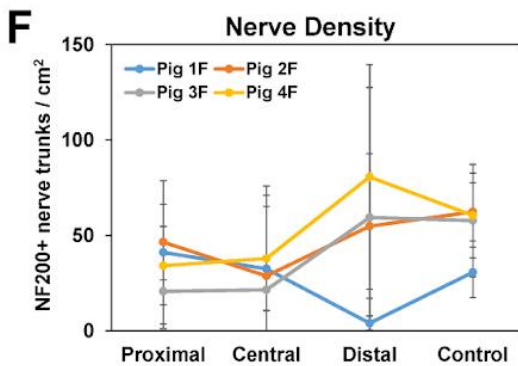 F
Nerve Density
NF200+ nerve trunks / cm²
150
100
50
0
Pig 1F
Pig 2F
Pig 3F
Pig 4F
Proximal
Central
Distal
Control